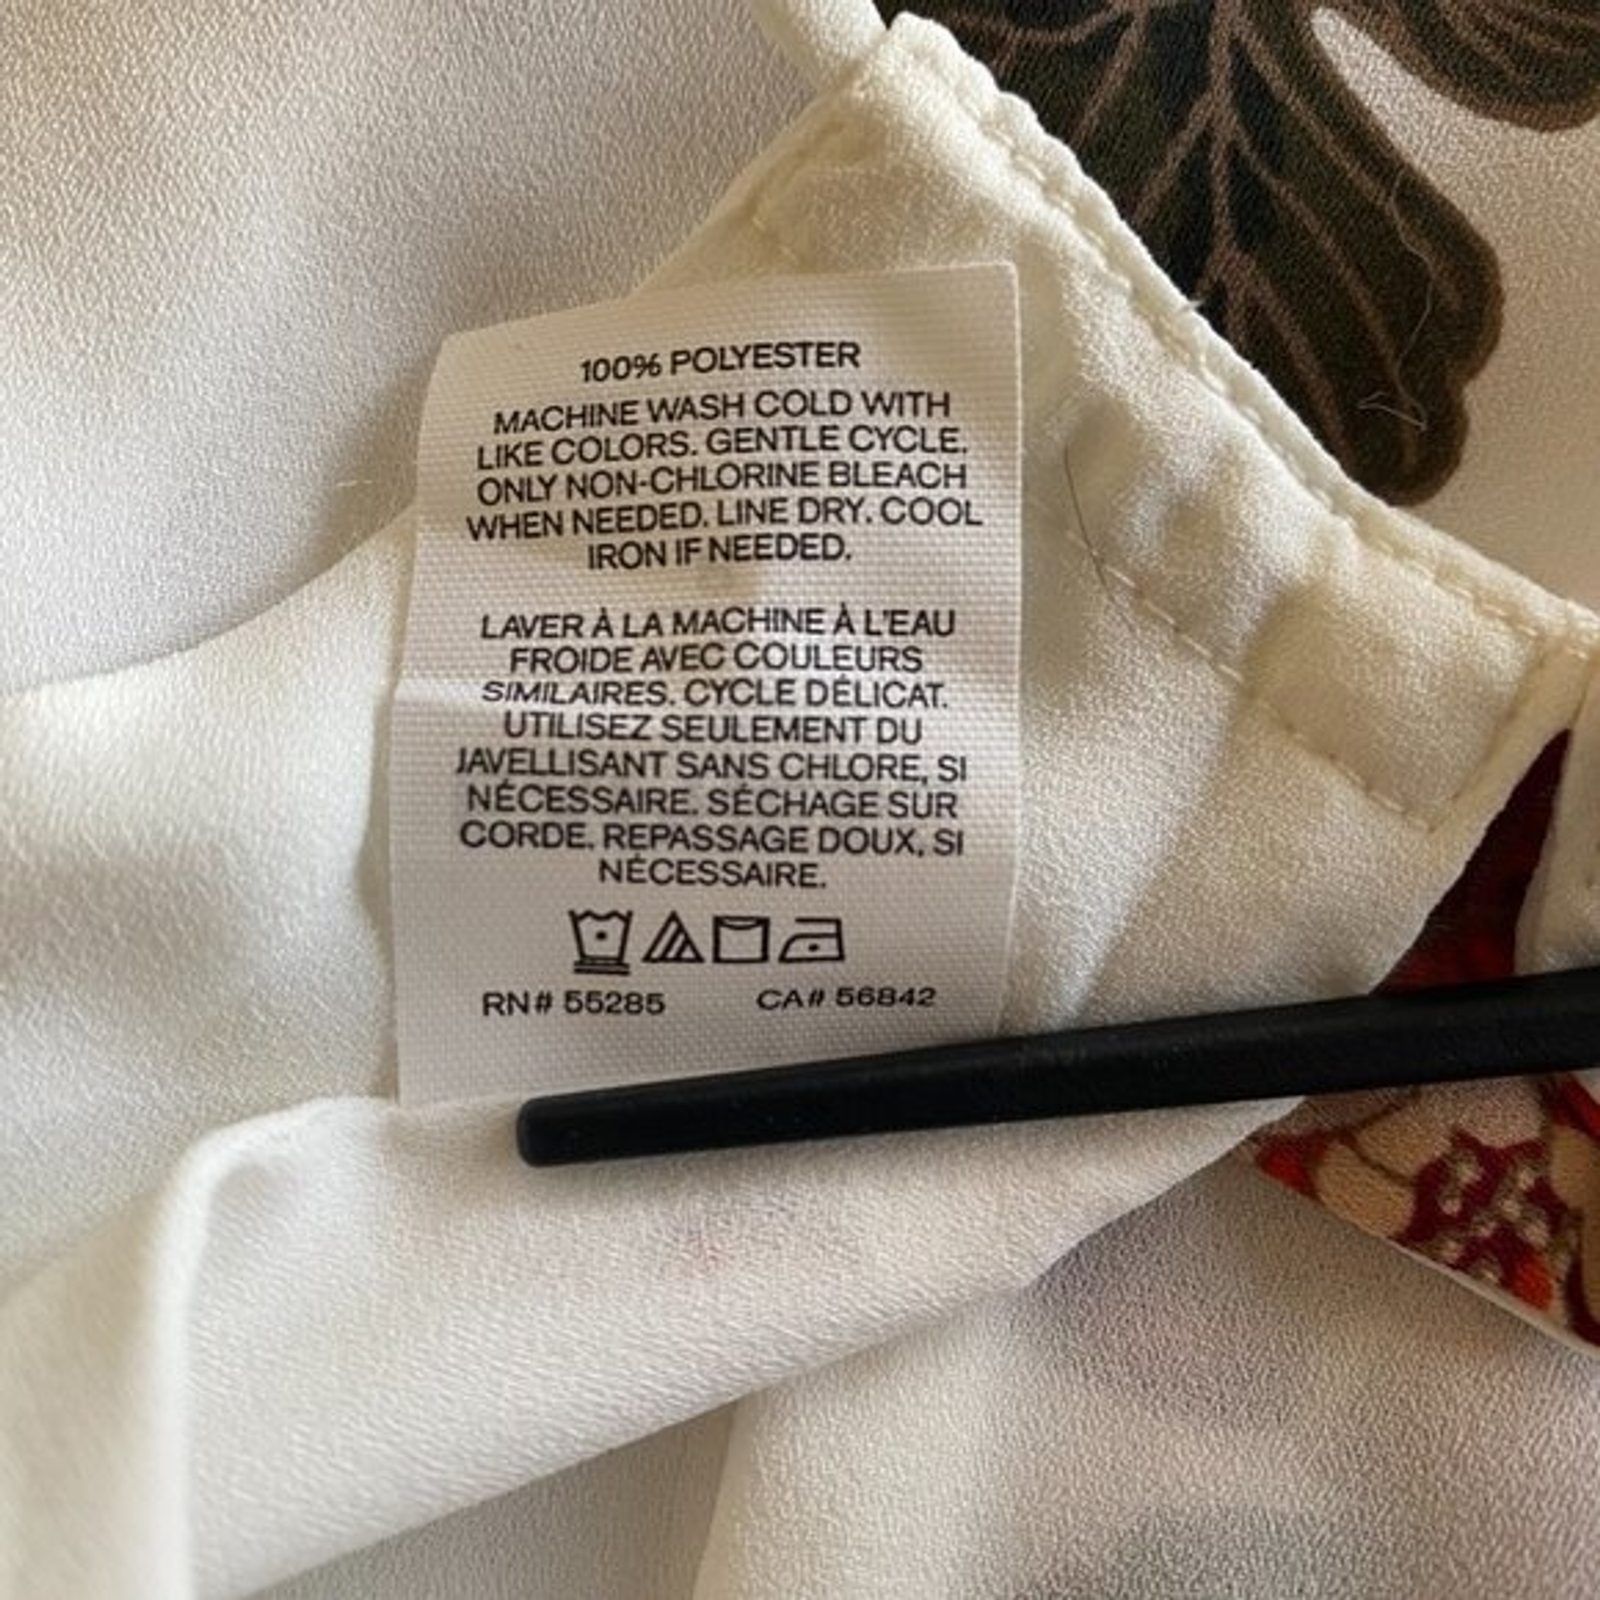 100% POLYESTER
MACHINE WASH COLD WITH
LIKE COLORS. GENTLE CYCLE.
ONLY NON-CHLORINE BLEACH
WHEN NEEDED. LINE DRY. COOL
IRON IF NEEDED.
LAVER À LA MACHINE À L'EAU
FROIDE AVEC COULEURS
SIMILAIRES. CYCLE DÉLICAT.
UTILISEZ SEULEMENT DU
JAVELLISANT SANS CHLORE, SI
NÉCESSAIRE. SÉCHAGE SUR
CORDE. REPASSAGE DOUX, SI
NÉCESSAIRE.
RN# 55285 CA# 56842